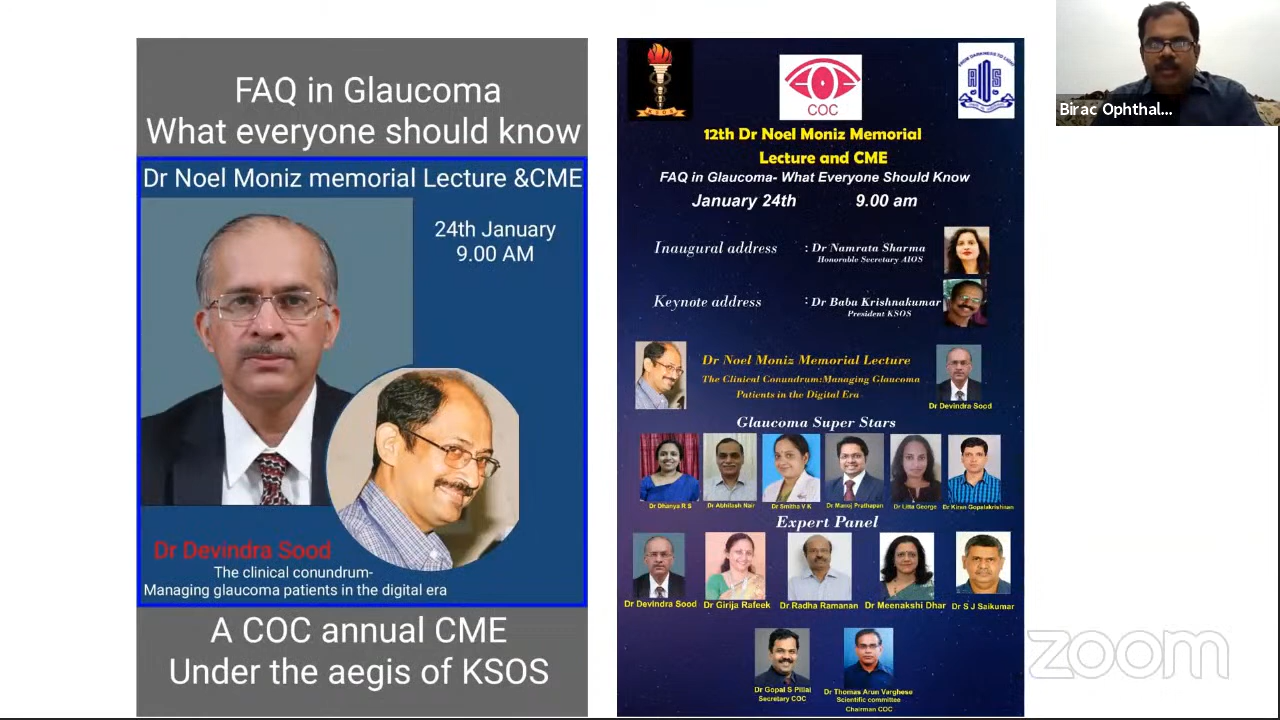 FAQ in Glaucoma
What everyone should know
Dr Noel Moniz memorial Lecture &CME
24th January
9.00 AM
Dr Devindra Sood
The clinical conundrum-
Managing glaucoma patients in the digital era
A COC annual CME
Under the aegis of KSOS
COC
FROM DARKNESS TO LIGHT
AIOS
12th Dr Noel Moniz Memorial
Lecture and CME
FAQ in Glaucoma- What Everyone Should Know
January 24th 9.00 am
Inaugural address : Dr Namrata Sharma
Honorable Secretary AIOS
Keynote address : Dr Babu Krishnakumar
President KSOS
Dr Noel Moniz Memorial Lecture
The Clinical Conundrum:Managing Glaucoma
Patients in the Digital Era
Dr Devindra Sood
Glaucoma Super Stars
Dr Dhanya R S Dr Abhilash Nair Dr Smitha V K Dr Manoj Prathapan Dr Litta George Dr Kiran Gopalakrishnan
Expert Panel
Dr Devindra Sood Dr Girija Rafeek Dr Radha Ramanan Dr Meenakshi Dhar Dr S J Saikumar
Dr Gopal S Pillai
Secretary COC
Dr Thomas Arun Varghese
Scientific committee
Chairman COC
Birac Ophthal...
zoom